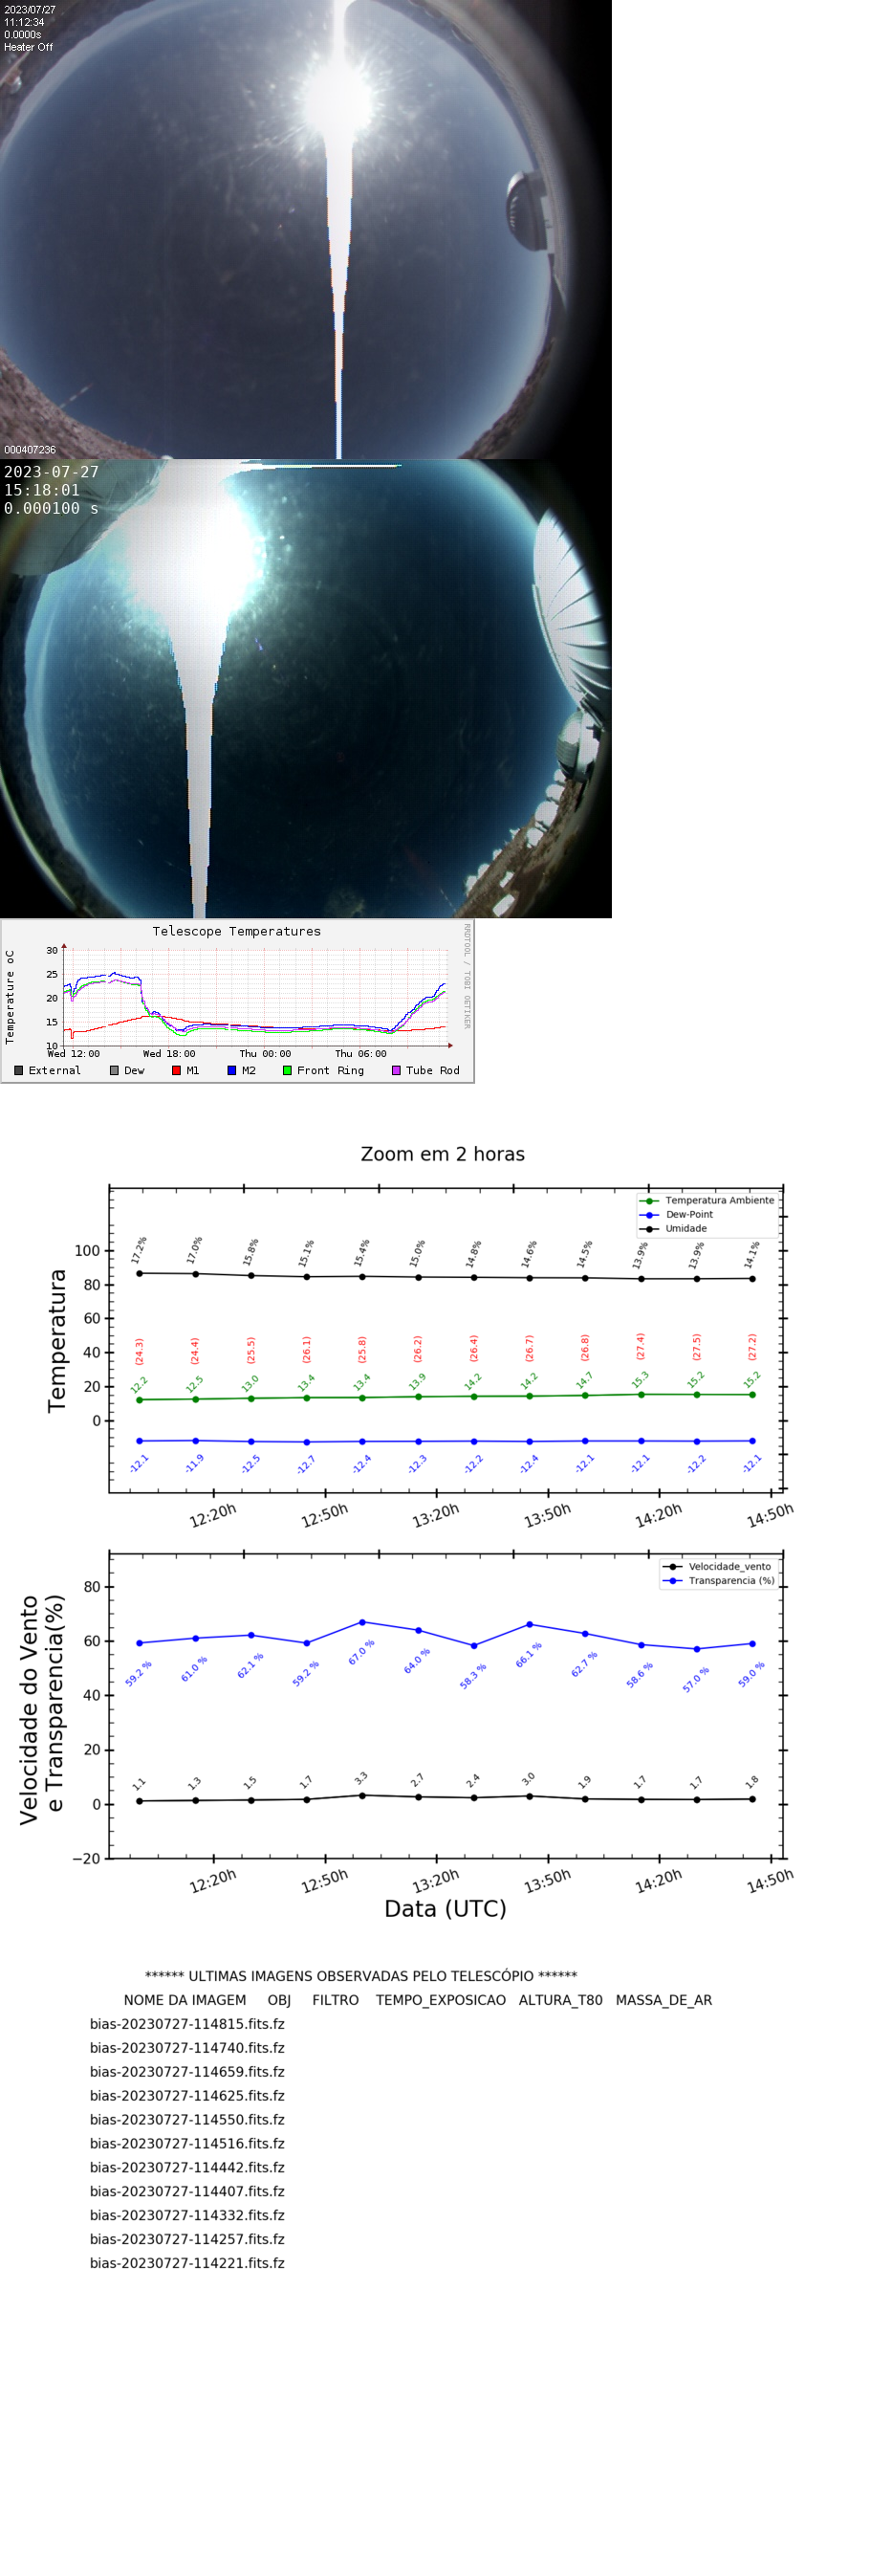 2023/07/27
11:12:34
0.0000s
Heater Off
000407236
2023-07-27
15:18:01
0.000100 s
Telescope Temperatures
RRDTOOL / TOBI OETIKER
Temperature oC
30
25
20
15
10
Wed 12:00 Wed 18:00 Thu 00:00 Thu 06:00
External Dew M1 M2 Front Ring Tube Rod
Zoom em 2 horas
Temperatura Ambiente
Dew-Point
Umidade
Temperatura
100
80
60
40
20
0
17.2% 17.0% 15.8% 15.1% 15.4% 15.0% 14.8% 14.6% 14.5% 13.9% 13.9% 14.1%
(24.3) (24.4) (25.5) (26.1) (25.8) (26.2) (26.4) (26.7) (26.8) (27.4) (27.5) (27.2)
12.2 12.5 13.0 13.4 13.4 13.9 14.2 14.2 14.7 15.3 15.2 15.2
-12.1 -11.9 -12.5 -12.7 -12.4 -12.3 -12.2 -12.4 -12.1 -12.1 -12.2 -12.1
12:20h 12:50h 13:20h 13:50h 14:20h 14:50h
Velocidade_vento
Transparencia (%)
Velocidade do Vento
e Transparencia(%)
80
60
40
20
0
−20
59.2 % 61.0 % 62.1 % 59.2 % 67.0 % 64.0 % 58.3 % 66.1 % 62.7 % 58.6 % 57.0 % 59.0 %
1.1 1.3 1.5 1.7 3.3 2.7 2.4 3.0 1.9 1.7 1.7 1.8
12:20h 12:50h 13:20h 13:50h 14:20h 14:50h
Data (UTC)
****** ULTIMAS IMAGENS OBSERVADAS PELO TELESCÓPIO ******
NOME DA IMAGEM OBJ FILTRO TEMPO_EXPOSICAO ALTURA_T80 MASSA_DE_AR
bias-20230727-114815.fits.fz
bias-20230727-114740.fits.fz
bias-20230727-114659.fits.fz
bias-20230727-114625.fits.fz
bias-20230727-114550.fits.fz
bias-20230727-114516.fits.fz
bias-20230727-114442.fits.fz
bias-20230727-114407.fits.fz
bias-20230727-114332.fits.fz
bias-20230727-114257.fits.fz
bias-20230727-114221.fits.fz